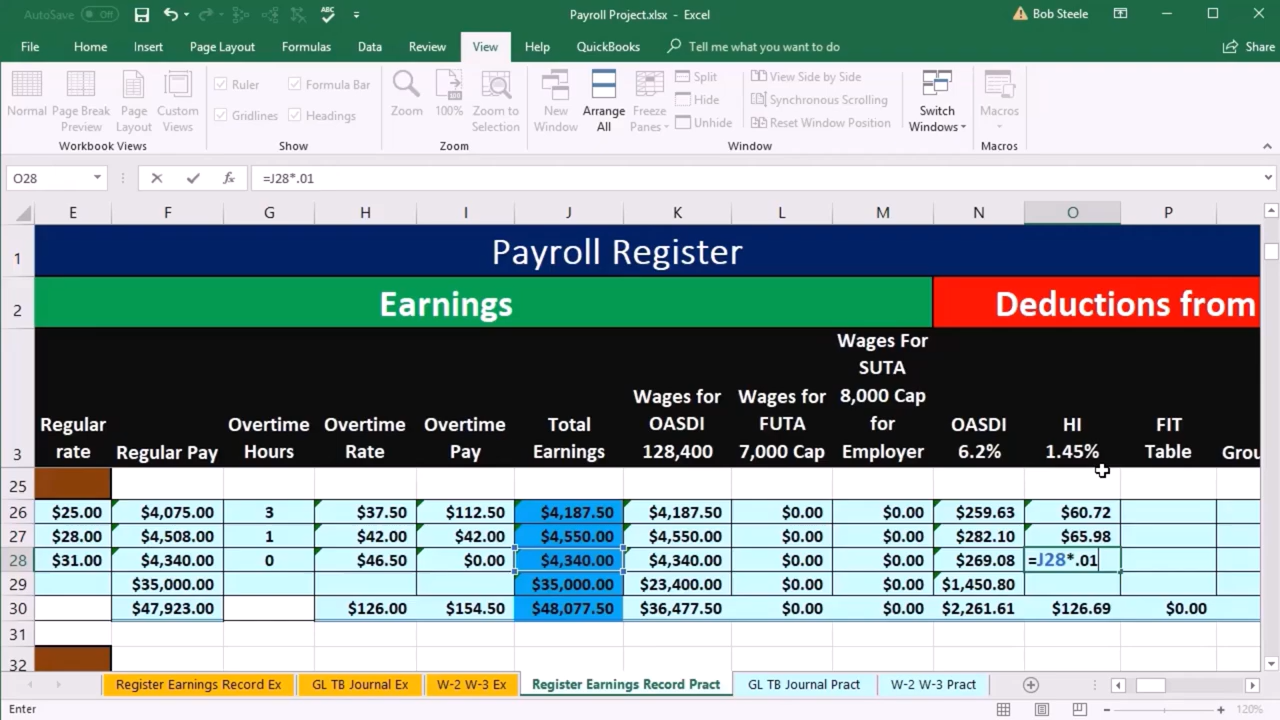 AutoSave Off
Payroll Project.xlsx - Excel
Bob Steele
File Home Insert Page Layout Formulas Data Review View Help QuickBooks Tell me what you want to do Share
Normal Page Break Preview Page Layout Custom Views
Workbook Views
Ruler Formula Bar
Gridlines Headings
Show
Zoom 100% Zoom to Selection
Zoom
New Window Arrange All Freeze Panes
Split
Hide
Unhide
View Side by Side
Synchronous Scrolling
Reset Window Position
Switch Windows
Window
Macros
Macros
O28 fx =J28*.01
E F G H I J K L M N O P
1 Payroll Register
2 Earnings Deductions from
3 Regular rate Regular Pay Overtime Hours Overtime Rate Overtime Pay Total Earnings Wages for OASDI 128,400 Wages for FUTA 7,000 Cap Wages For SUTA 8,000 Cap for Employer OASDI 6.2% HI 1.45% FIT Table Grou
25
26 $25.00 $4,075.00 3 $37.50 $112.50 $4,187.50 $4,187.50 $0.00 $0.00 $259.63 $60.72
27 $28.00 $4,508.00 1 $42.00 $42.00 $4,550.00 $4,550.00 $0.00 $0.00 $282.10 $65.98
28 $31.00 $4,340.00 0 $46.50 $0.00 $4,340.00 $4,340.00 $0.00 $0.00 $269.08 =J28*.01
29 $35,000.00 $35,000.00 $23,400.00 $0.00 $0.00 $1,450.80
30 $47,923.00 $126.00 $154.50 $48,077.50 $36,477.50 $0.00 $0.00 $2,261.61 $126.69 $0.00
31
32
Register Earnings Record Ex GL TB Journal Ex W-2 W-3 Ex Register Earnings Record Pract GL TB Journal Pract W-2 W-3 Pract
Enter
120%